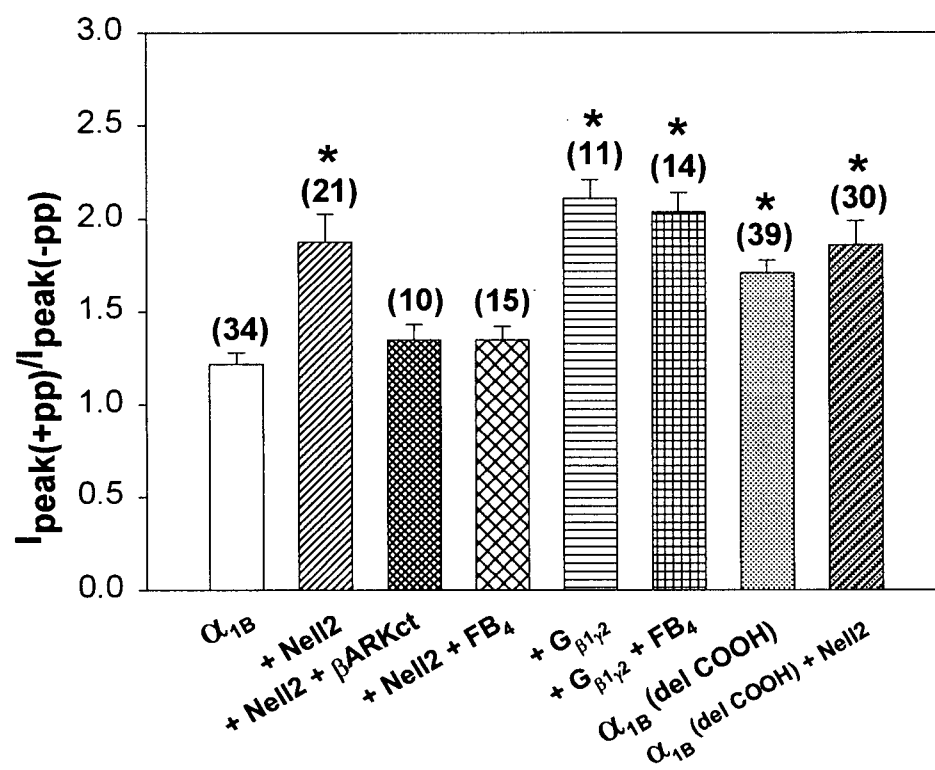 3.0
2.5
2.0
1.5
1.0
0.5
0.0
Ipeak(+pp)/Ipeak(-pp)
(34)
*
(21)
(10)
(15)
*
(11)
*
(14)
*
(39)
*
(30)
α1B
+ Nell2
+ Nell2 + βARKct
+ Nell2 + FB4
+ Gβ1γ2
+ Gβ1γ2 + FB4
α1B (del COOH)
α1B (del COOH) + Nell2